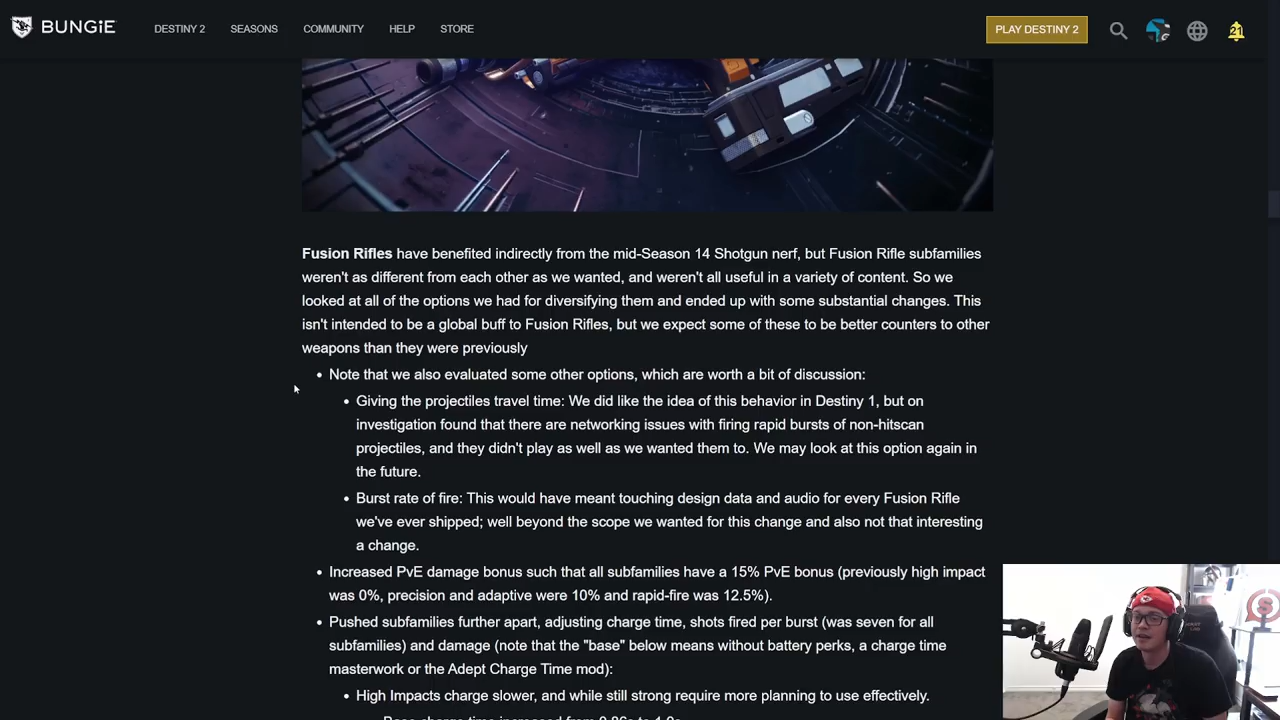 BUNGiE
DESTINY 2 SEASONS COMMUNITY HELP STORE
PLAY DESTINY 2
21
Fusion Rifles have benefited indirectly from the mid-Season 14 Shotgun nerf, but Fusion Rifle subfamilies
weren't as different from each other as we wanted, and weren't all useful in a variety of content. So we
looked at all of the options we had for diversifying them and ended up with some substantial changes. This
isn't intended to be a global buff to Fusion Rifles, but we expect some of these to be better counters to other
weapons than they were previously
• Note that we also evaluated some other options, which are worth a bit of discussion:
• Giving the projectiles travel time: We did like the idea of this behavior in Destiny 1, but on
investigation found that there are networking issues with firing rapid bursts of non-hitscan
projectiles, and they didn't play as well as we wanted them to. We may look at this option again in
the future.
• Burst rate of fire: This would have meant touching design data and audio for every Fusion Rifle
we've ever shipped; well beyond the scope we wanted for this change and also not that interesting
a change.
• Increased PvE damage bonus such that all subfamilies have a 15% PvE bonus (previously high impact
was 0%, precision and adaptive were 10% and rapid-fire was 12.5%).
• Pushed subfamilies further apart, adjusting charge time, shots fired per burst (was seven for all
subfamilies) and damage (note that the "base" below means without battery perks, a charge time
masterwork or the Adept Charge Time mod):
• High Impacts charge slower, and while still strong require more planning to use effectively.
Base charge time increased from 0.86s to 1.0s